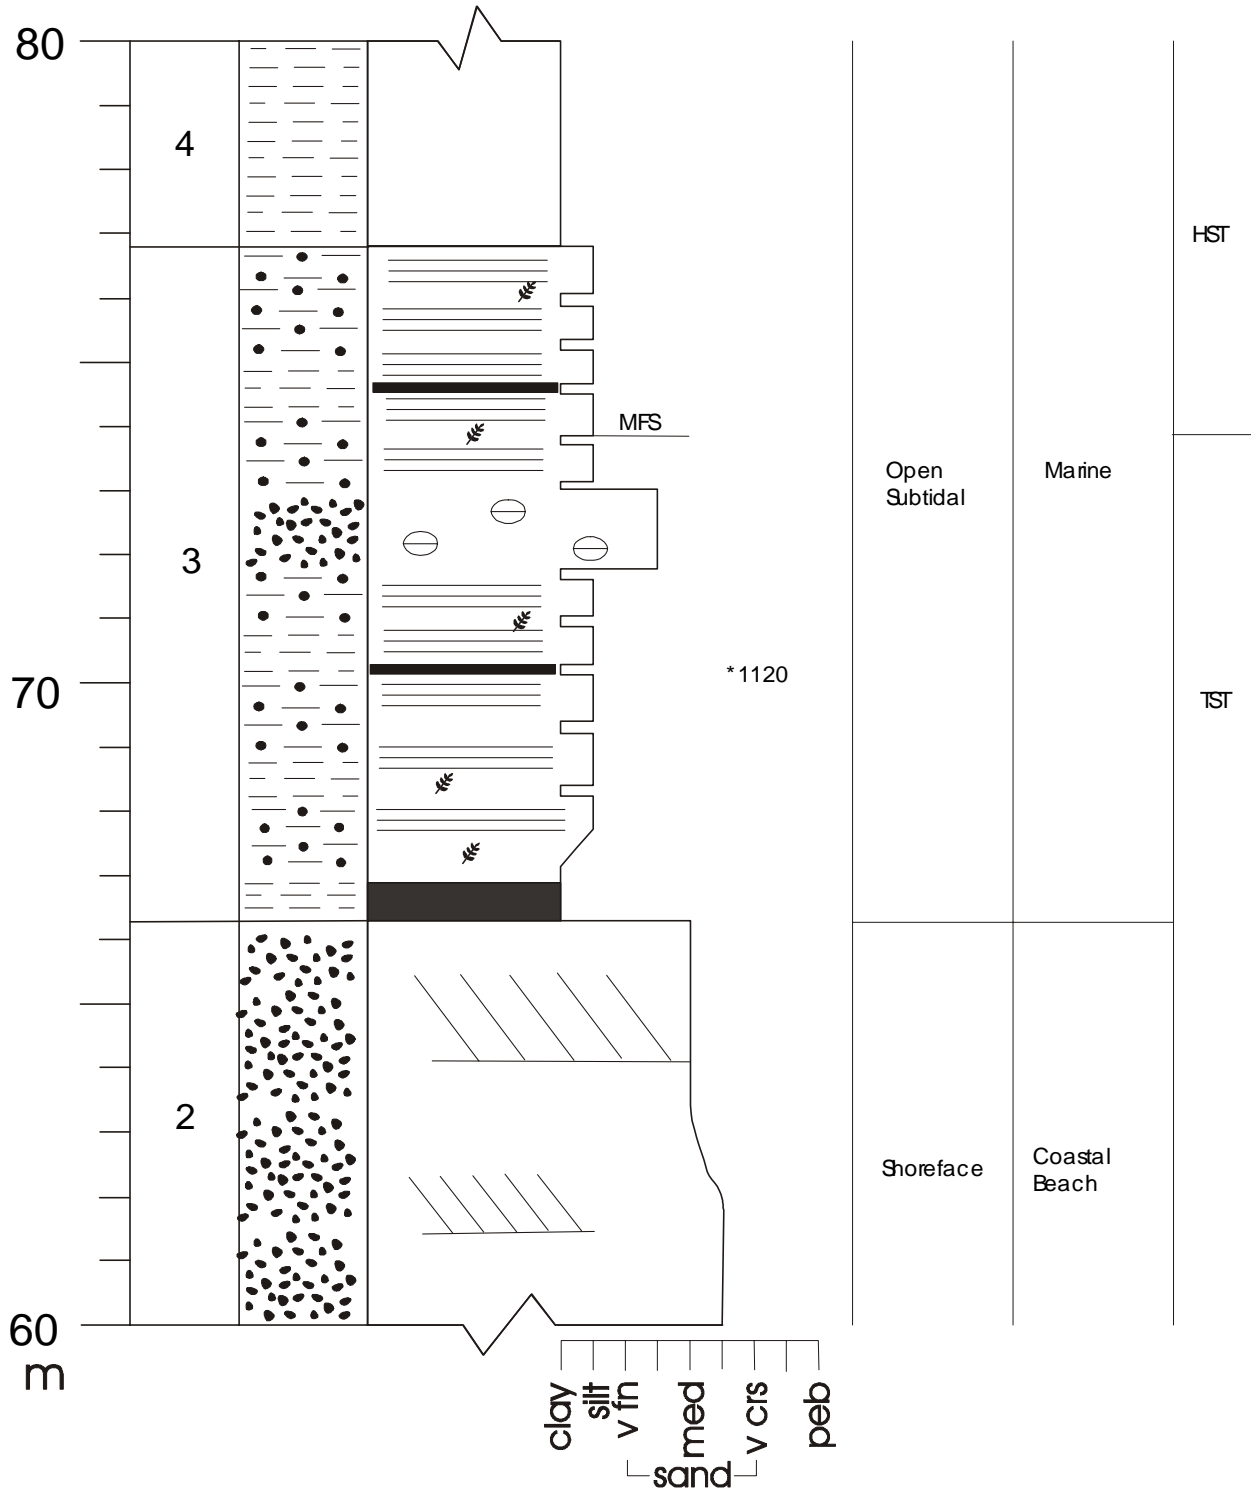 80
4
HST
MFS
Open
Subtidal
Marine
3
*1120
70
TST
2
Shoreface
Coastal
Beach
60
m
clay
silt
v fn
med
v crs
peb
sand